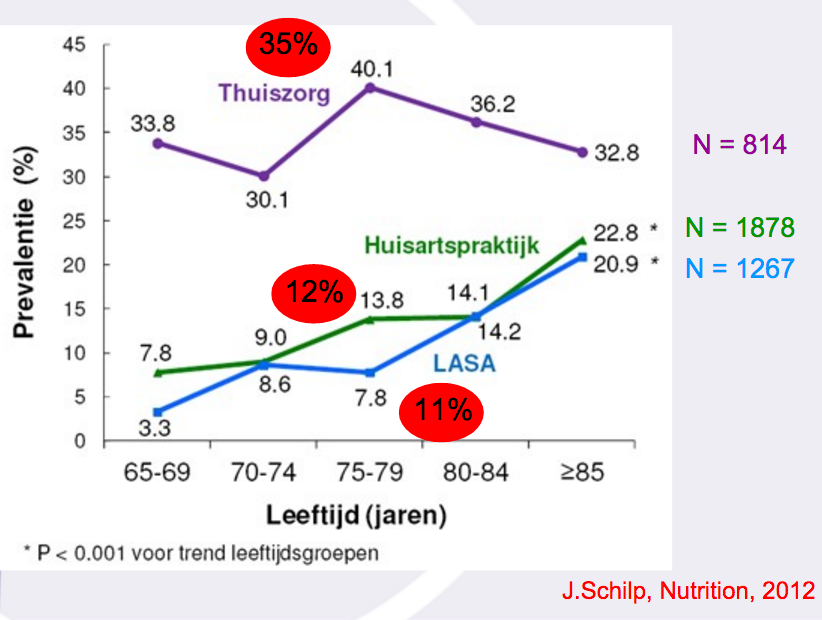 45
35%
40
35
30
25
20
15
10
5
0
Prevalentie (%)
Thuiszorg
33.8
30.1
40.1
36.2
32.8
N = 814
Huisartspraktijk
7.8
9.0
12%
13.8
14.1
22.8 *
N = 1878
LASA
3.3
8.6
7.8
11%
14.2
20.9 *
N = 1267
65-69 70-74 75-79 80-84 ≥85
Leeftijd (jaren)
* P < 0.001 voor trend leeftijdsgroepen
J.Schilp, Nutrition, 2012